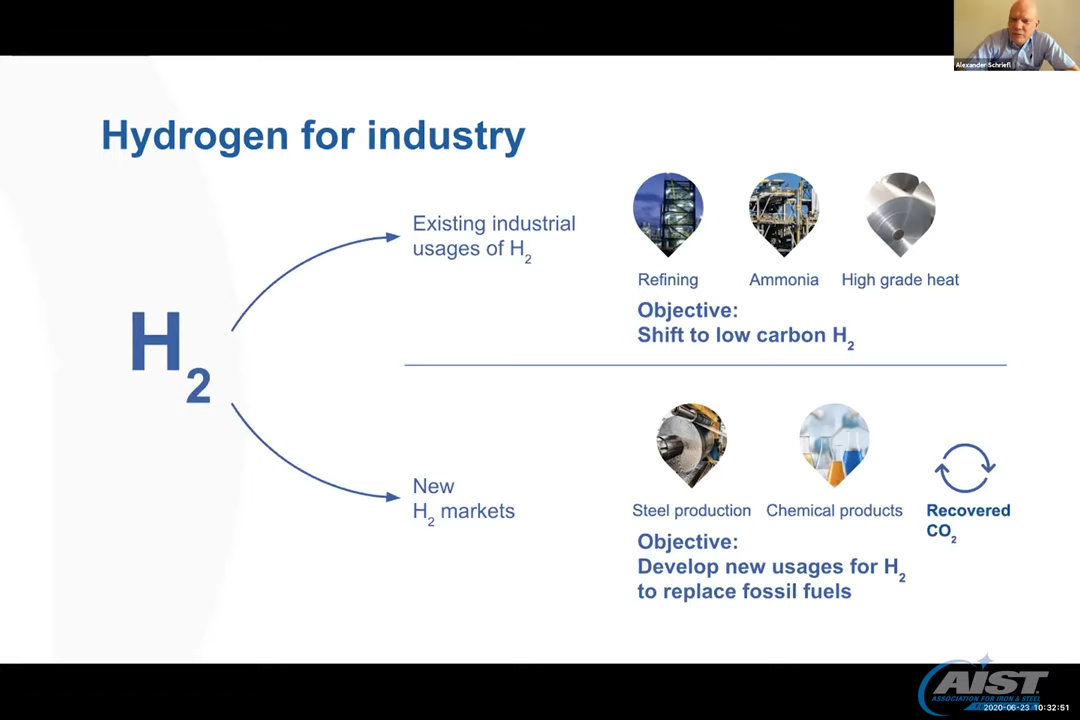 Alexander Schriefl
Hydrogen for industry
H2
Existing industrial
usages of H2
Refining
Ammonia
High grade heat
Objective:
Shift to low carbon H2
New
H2 markets
Steel production
Chemical products
Recovered
CO2
Objective:
Develop new usages for H2
to replace fossil fuels
AIST
ASSOCIATION FOR IRON & STEEL
2020-06-23 10:32:51